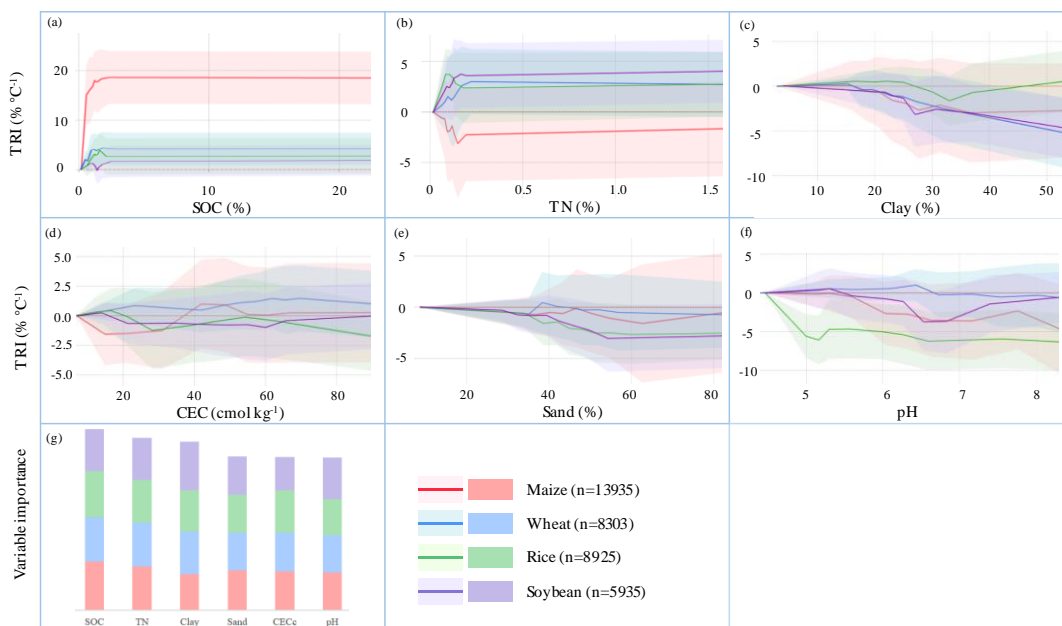 (a)
TRI (% °C⁻¹)
20
10
0
0
10
20
SOC (%)
(b)
5
0
-5
0
0.5
1.0
1.5
TN (%)
(c)
5
0
-5
-10
10
20
30
40
50
Clay (%)
(d)
TRI (% °C⁻¹)
5.0
2.5
0.0
-2.5
-5.0
20
40
60
80
CEC (cmol kg⁻¹)
(e)
5
0
-5
20
40
60
80
Sand (%)
(f)
5
0
-5
-10
5
6
7
8
pH
(g)
Variable importance
SOC
TN
Clay
Sand
CECc
pH
Maize (n=13935)
Wheat (n=8303)
Rice (n=8925)
Soybean (n=5935)